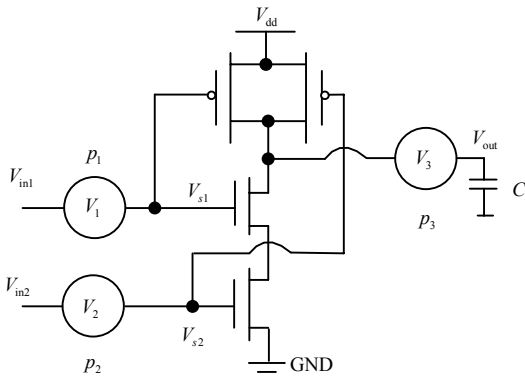 V_dd
p_1
V_in1
V_1
V_s1
V_3
V_out
C
p_3
V_in2
V_2
V_s2
p_2
GND